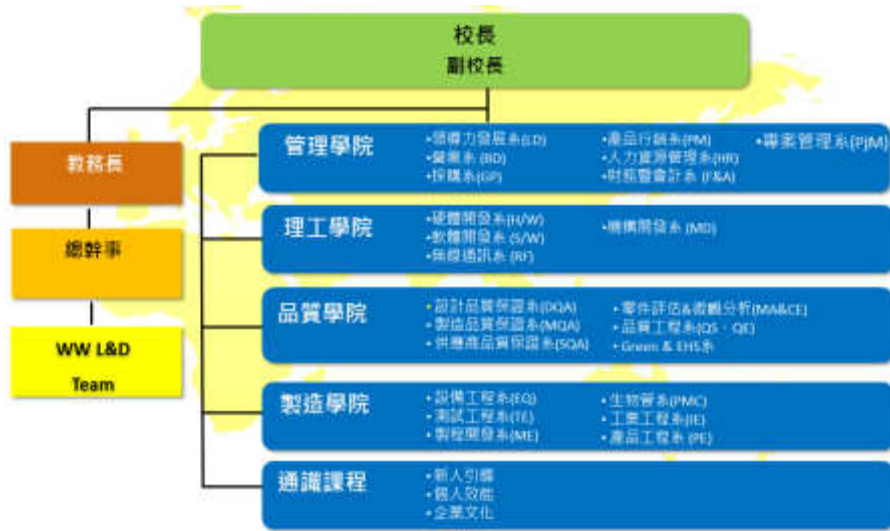 校長
副校長
教務長
總幹事
WW L&D
Team
管理學院
•領導力發展系(LD)
•營業系 (BD)
•採購系(GP)
•產品行銷系(PM)
•人力資源管理系(HR)
•財務暨會計系 (F&A)
•專案管理系(PjM)
理工學院
•硬體開發系(H/W)
•軟體開發系 (S/W)
•無線通訊系 (RF)
•機構開發系 (MD)
品質學院
•設計品質保證系(DQA)
•製造品質保證系(MQA)
•供應商品質保證系(SQA)
•零件評估&微觀分析(MA&CE)
•品質工程系(QS、QE)
•Green & EHS系
製造學院
•設備工程系(EQ)
•測試工程系(TE)
•製程開發系(ME)
•生物管系(PMC)
•工業工程系(IE)
•產品工程系 (PE)
通識課程
•新人引導
•個人效能
•企業文化